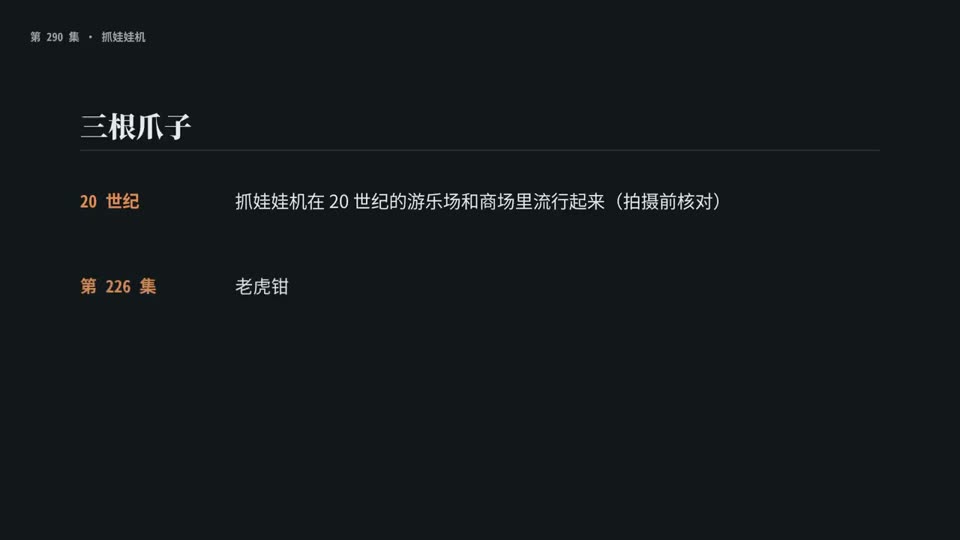 第 290 集 · 抓娃娃机
三根爪子
20 世纪 抓娃娃机在 20 世纪的游乐场和商场里流行起来（拍摄前核对）
第 226 集 老虎钳